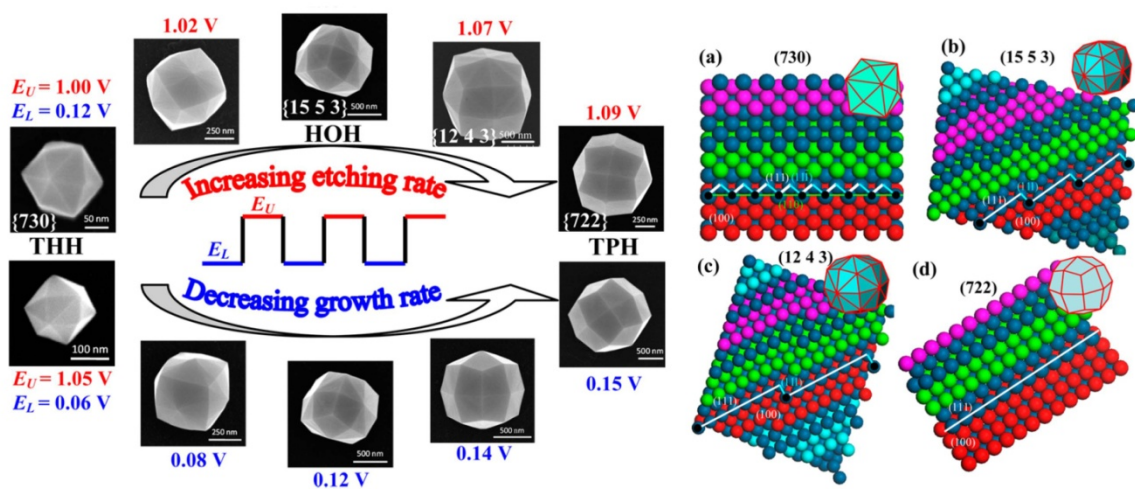 1.02 V
1.07 V
E_U = 1.00 V
E_L = 0.12 V
250 nm
{15 5 3}
500 nm
{12 4 3}
500 nm
1.09 V
HOH
{730}
50 nm
Increasing etching rate
{722}
250 nm
E_U
E_L
THH
TPH
Decreasing growth rate
100 nm
500 nm
E_U = 1.05 V
E_L = 0.06 V
0.15 V
250 nm
500 nm
500 nm
0.08 V
0.12 V
0.14 V
(a)
(730)
(111)
(110)
(100)
(b)
(15 5 3)
(111)
(100)
(c)
(12 4 3)
(111)
(100)
(d)
(722)
(111)
(100)